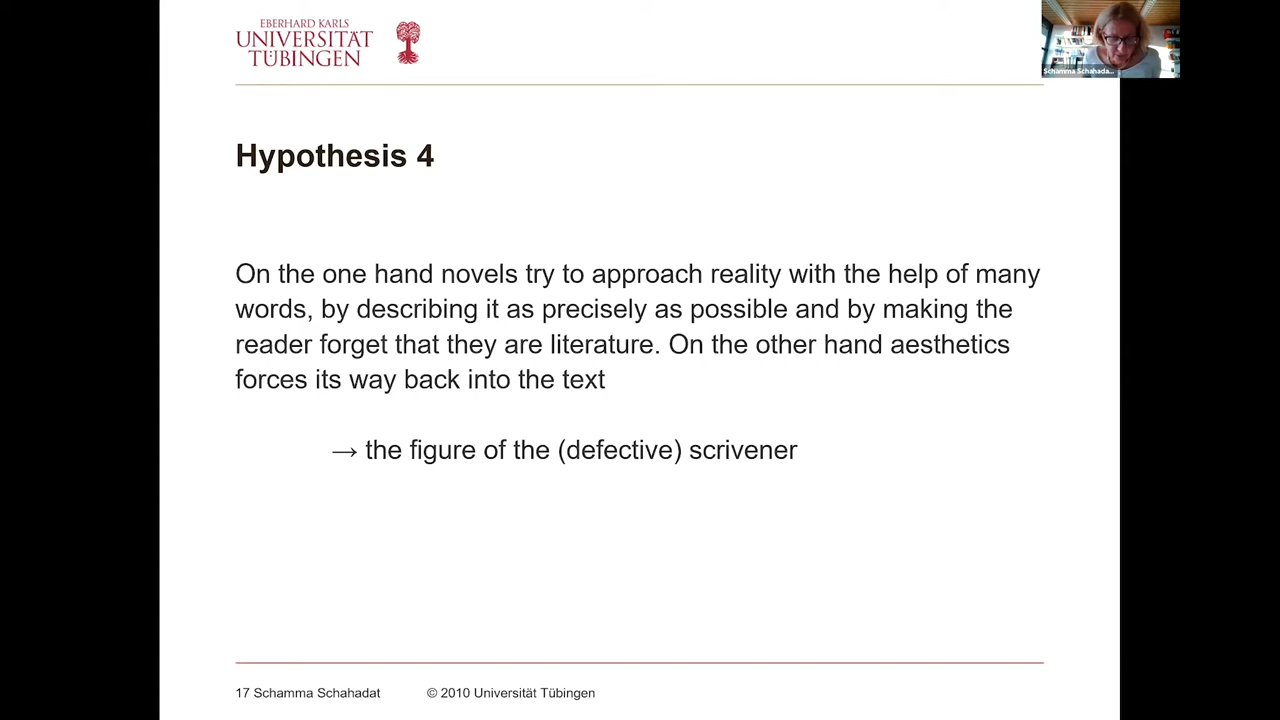 EBERHARD KARLS
UNIVERSITÄT
TÜBINGEN
Schamma Schahada...
Hypothesis 4
On the one hand novels try to approach reality with the help of many
words, by describing it as precisely as possible and by making the
reader forget that they are literature. On the other hand aesthetics
forces its way back into the text
→ the figure of the (defective) scrivener
17 Schamma Schahadat © 2010 Universität Tübingen